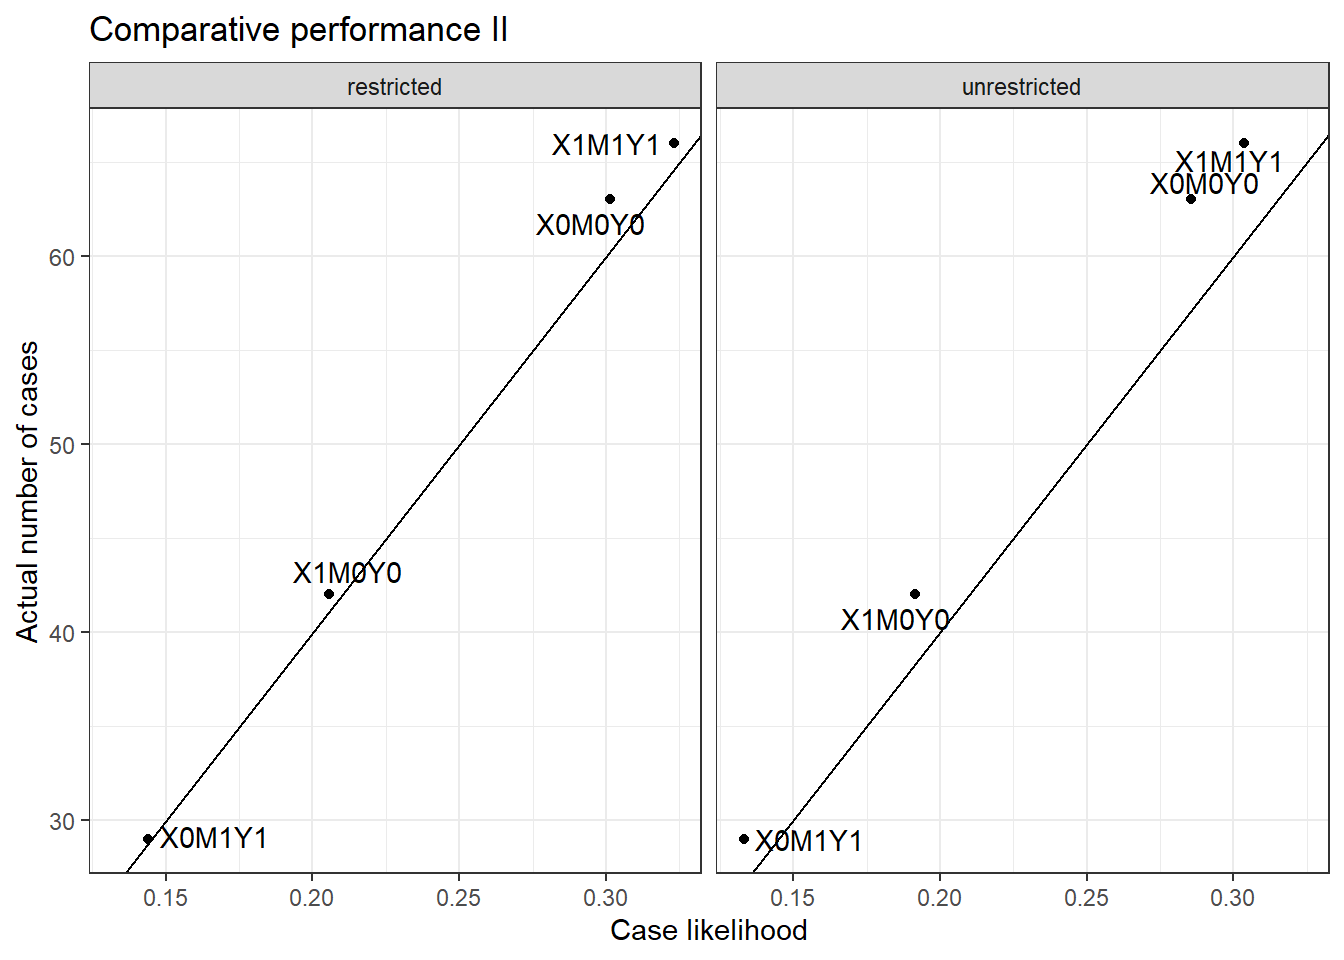 Comparative performance II
restricted
unrestricted
Actual number of cases
60
50
40
30
X1M1Y1
X0M0Y0
X1M0Y0
X0M1Y1
X1M1Y1
X0M0Y0
X1M0Y0
X0M1Y1
0.15 0.20 0.25 0.30
0.15 0.20 0.25 0.30
Case likelihood